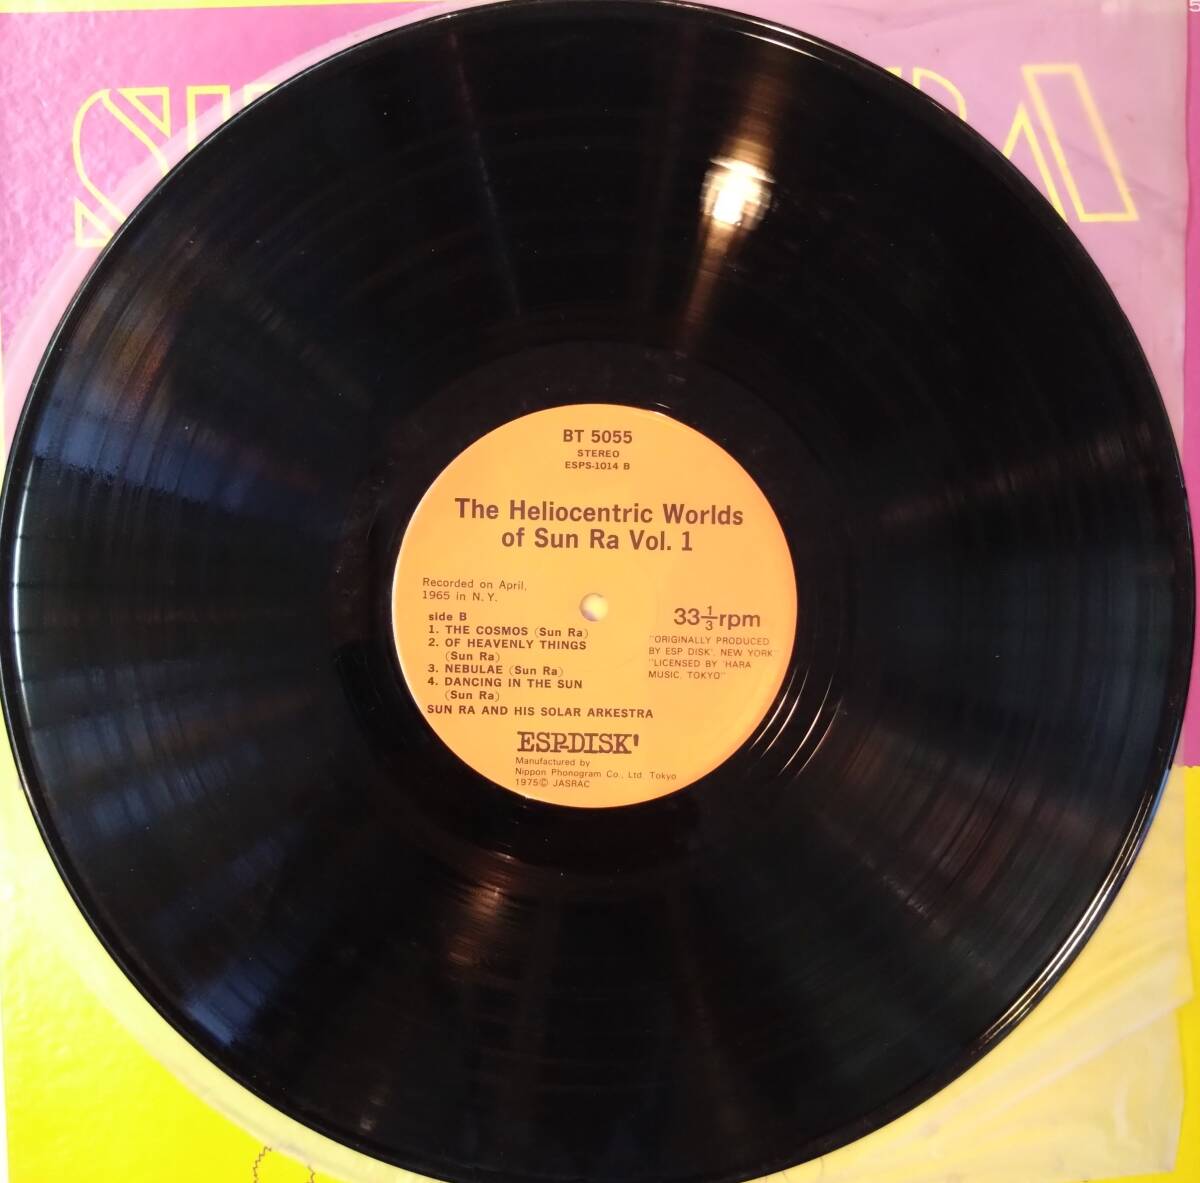 BT 5055
STEREO
ESPS-1014 B
The Heliocentric Worlds
of Sun Ra Vol. 1
Recorded on April,
1965 in N.Y.
side B
1. THE COSMOS (Sun Ra)
2. OF HEAVENLY THINGS
(Sun Ra)
3. NEBULAE (Sun Ra)
4. DANCING IN THE SUN
(Sun Ra)
SUN RA AND HIS SOLAR ARKESTRA
33 1/3 rpm
"ORIGINALLY PRODUCED
BY ESP DISK', NEW YORK"
"LICENSED BY 'HARA
MUSIC, TOKYO"
ESP-DISK'
Manufactured by
Nippon Phonogram Co., Ltd. Tokyo
1975© JASRAC